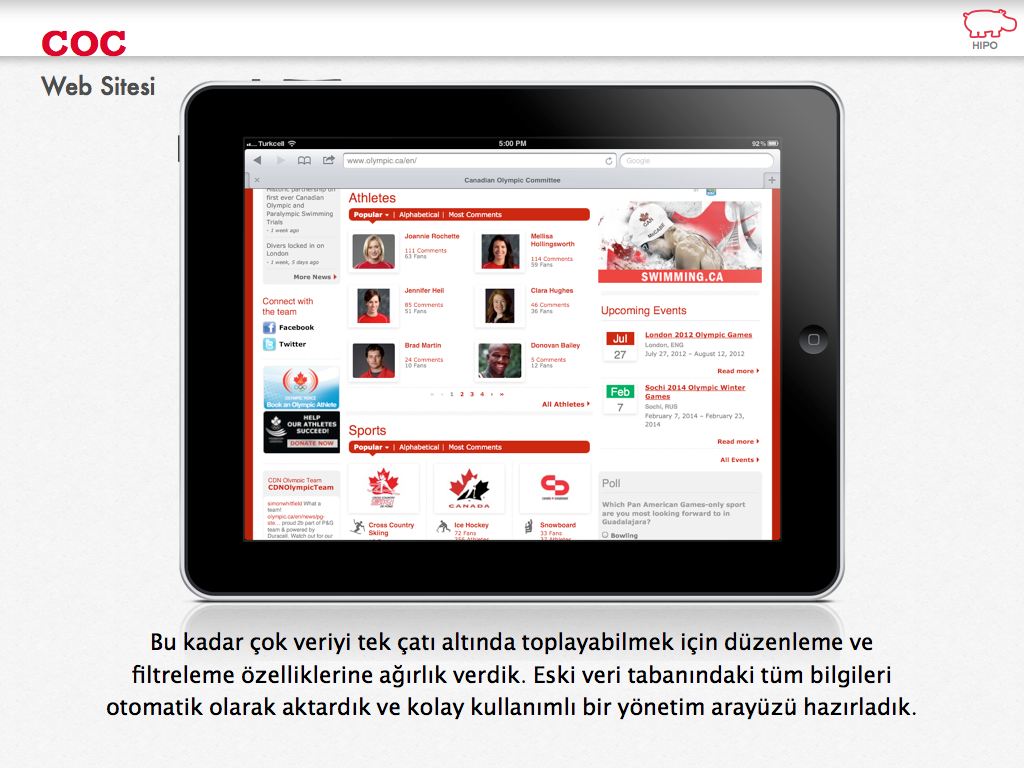 COC
HIPO
Web Sitesi
Turkcell
5:00 PM
92%
www.olympic.ca/en/
Google
Canadian Olympic Committee
Historic partnership on
first ever Canadian
Olympic and
Paralympic Swimming
Trials
- 1 week ago
Divers locked in on
London
- 1 week, 5 days ago
More News
Connect with
the team
Facebook
Twitter
OLYMPIC VOICE
Book an Olympic Athlete
HELP
OUR ATHLETES
SUCCEED!
DONATE NOW
CDN Olympic Team
CDNOlympicTeam
simonwhitfield What a
team!
olympic.ca/en/news/pg-
ste... proud 2b part of P&G
team & powered by
Duracell. Watch out for our
Athletes
Popular | Alphabetical | Most Comments
Joannie Rochette
111 Comments
63 Fans
Mellisa
Hollingsworth
114 Comments
59 Fans
Jennifer Heil
85 Comments
51 Fans
Clara Hughes
46 Comments
36 Fans
Brad Martin
24 Comments
10 Fans
Donovan Bailey
5 Comments
12 Fans
« ‹ 1 2 3 4 › »
All Athletes
Sports
Popular | Alphabetical | Most Comments
CANADA
Cross Country
Skiing
Ice Hockey
72 Fans
356 Athletes
Snowboard
33 Fans
37 Athletes
CAN
McCABE
SWIMMING.CA
Upcoming Events
Jul
27
London 2012 Olympic Games
London, ENG
July 27, 2012 – August 12, 2012
Read more
Feb
7
Sochi 2014 Olympic Winter
Games
Sochi, RUS
February 7, 2014 – February 23,
2014
Read more
All Events
Poll
Which Pan American Games-only sport
are you most looking forward to in
Guadalajara?
Bowling
Bu kadar çok veriyi tek çatı altında toplayabilmek için düzenleme ve
filtreleme özelliklerine ağırlık verdik. Eski veri tabanındaki tüm bilgileri
otomatik olarak aktardık ve kolay kullanımlı bir yönetim arayüzü hazırladık.